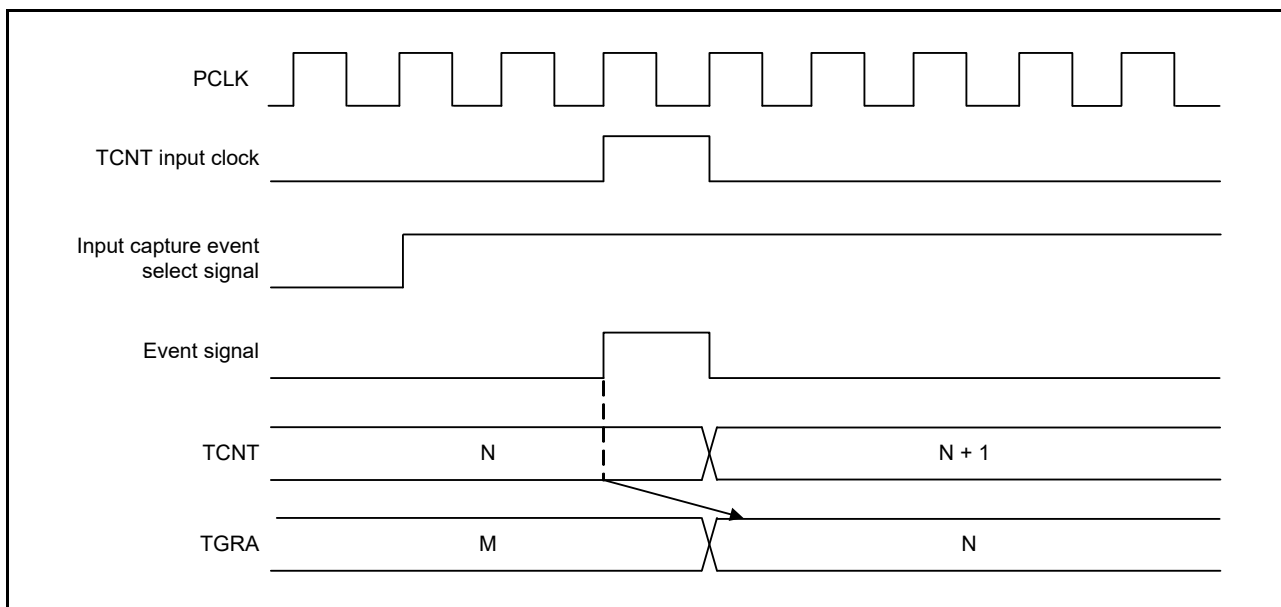 PCLK
TCNT input clock
Input capture event
select signal
Event signal
TCNT
N
N + 1
TGRA
M
N